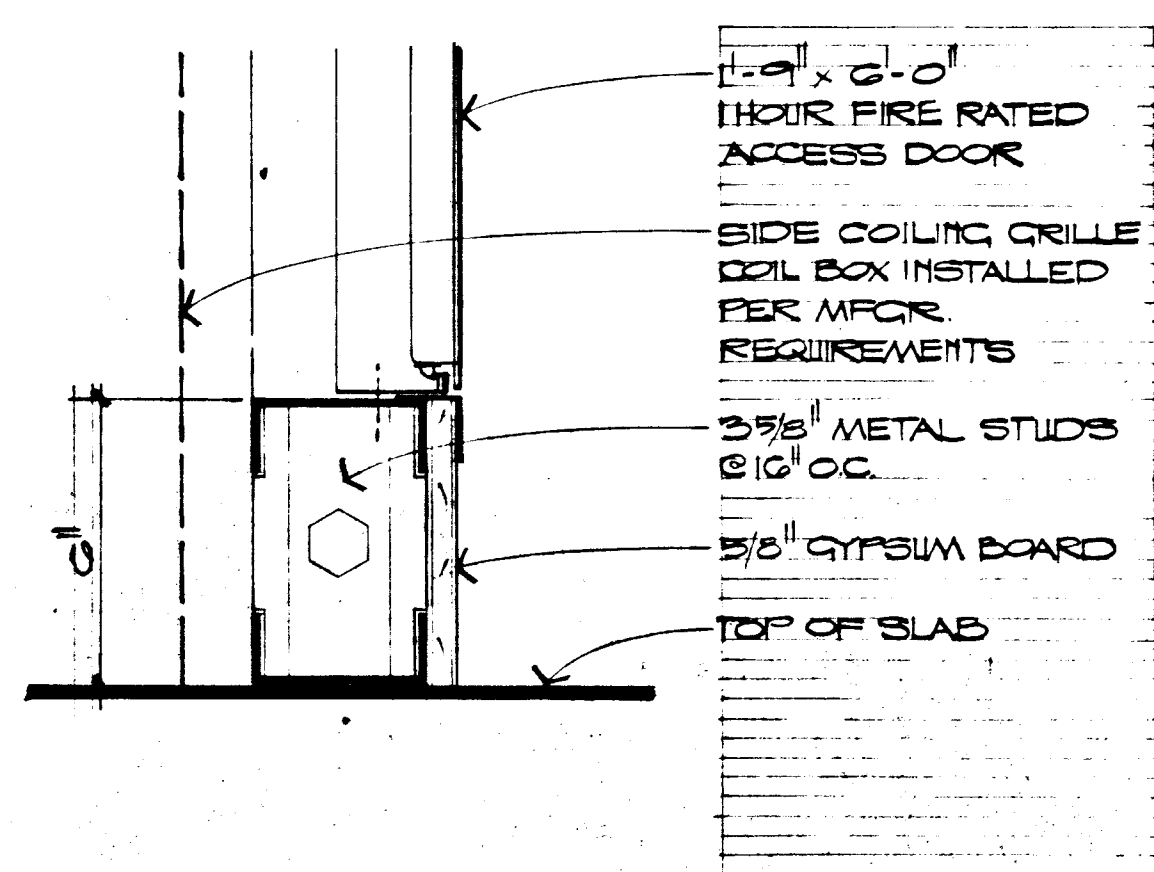 1'-9" x 6'-0"
1 HOUR FIRE RATED
ACCESS DOOR
SIDE COILING GRILLE
COIL BOX INSTALLED
PER MFGR.
REQUIREMENTS
3 5/8" METAL STUDS
@ 16" O.C.
5/8" GYPSUM BOARD
6"
TOP OF SLAB